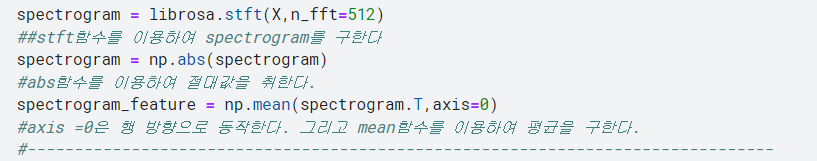 spectrogram = librosa.stft(X,n_fft=512)
##stft함수를 이용하여 spectrogram를 구한다
spectrogram = np.abs(spectrogram)
#abs함수를 이용하여 결대값을 취한다.
spectrogram_feature = np.mean(spectrogram.T,axis=0)
#axis =0은 행 방향으로 동작한다. 그리고 mean함수를 이용하여 평균을 구한다.
#--------------------------------------------------------------------------------